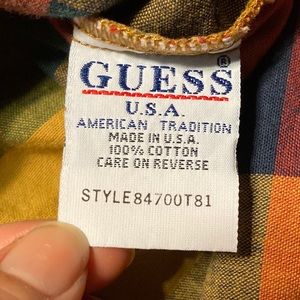 GUESS®
U.S.A.
AMERICAN TRADITION
MADE IN U.S.A.
100% COTTON
CARE ON REVERSE
STYLE84700T81